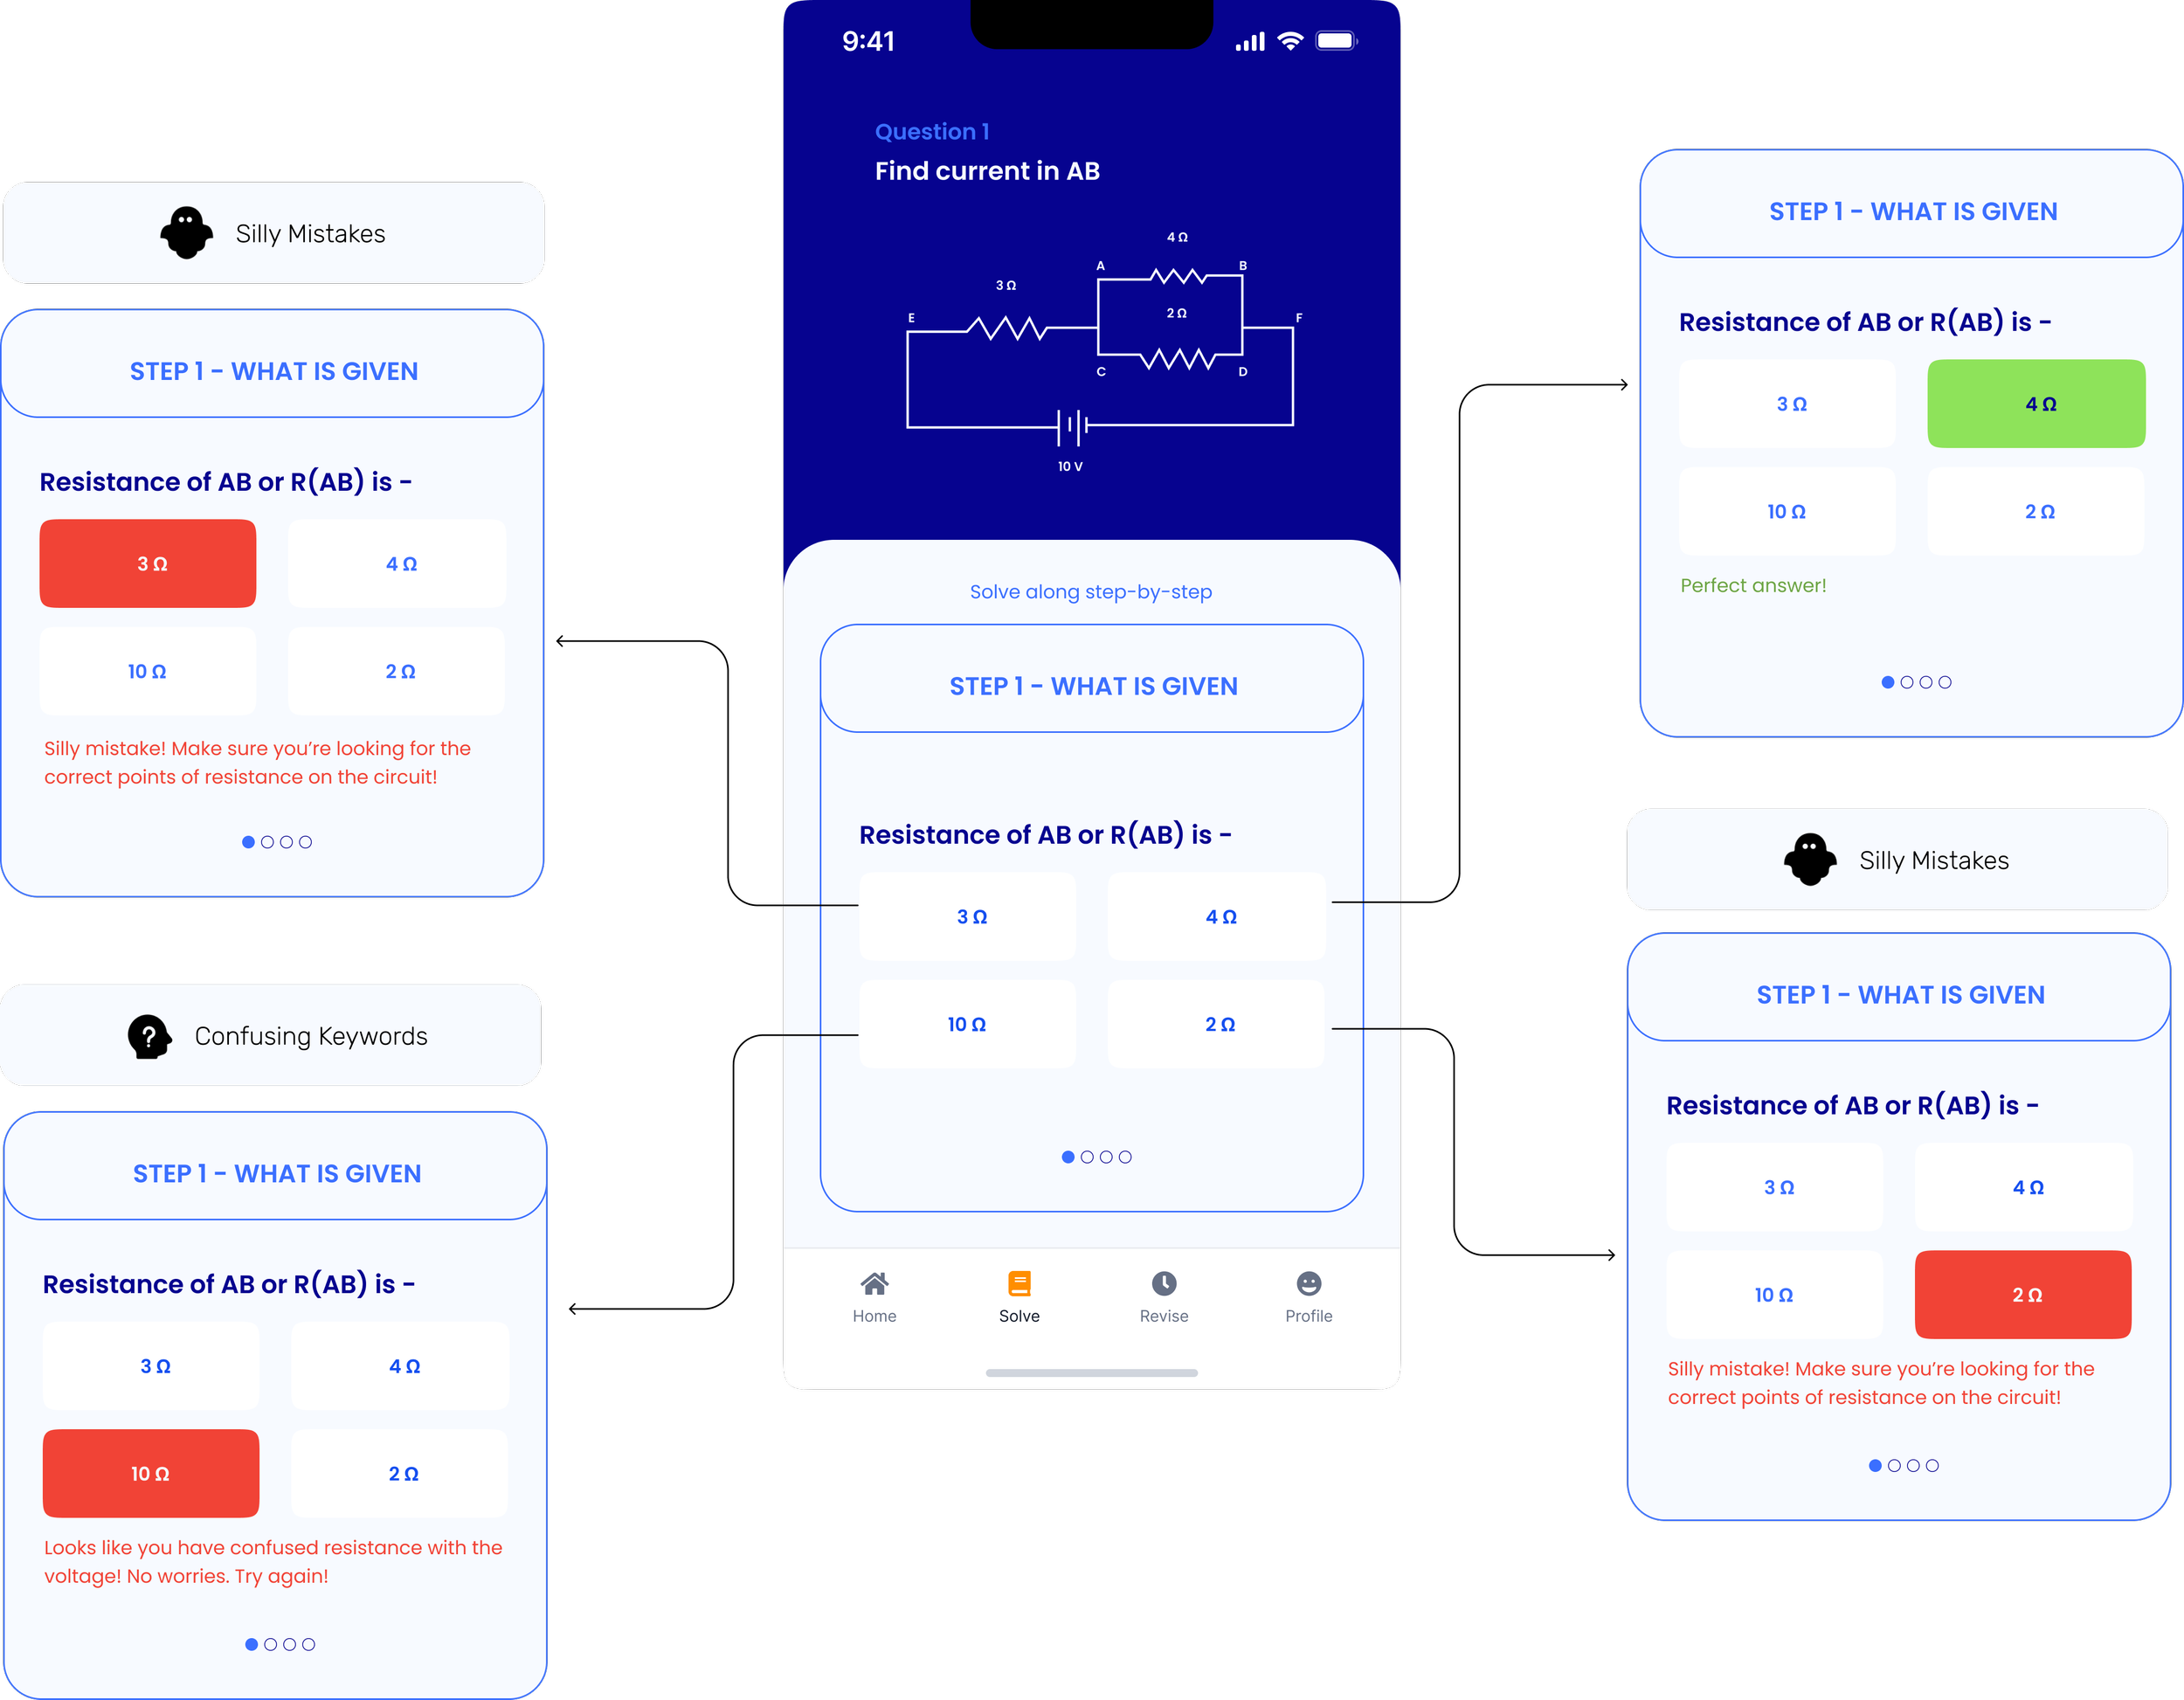 Silly Mistakes
STEP 1 - WHAT IS GIVEN
Resistance of AB or R(AB) is -
3 Ω
4 Ω
10 Ω
2 Ω
Silly mistake! Make sure you’re looking for the
correct points of resistance on the circuit!
Confusing Keywords
STEP 1 - WHAT IS GIVEN
Resistance of AB or R(AB) is -
3 Ω
4 Ω
10 Ω
2 Ω
Looks like you have confused resistance with the
voltage! No worries. Try again!
9:41
Question 1
Find current in AB
4 Ω
A
B
3 Ω
2 Ω
E
F
C
D
10 V
Solve along step-by-step
STEP 1 - WHAT IS GIVEN
Resistance of AB or R(AB) is -
3 Ω
4 Ω
10 Ω
2 Ω
Home
Solve
Revise
Profile
STEP 1 - WHAT IS GIVEN
Resistance of AB or R(AB) is -
3 Ω
4 Ω
10 Ω
2 Ω
Perfect answer!
Silly Mistakes
STEP 1 - WHAT IS GIVEN
Resistance of AB or R(AB) is -
3 Ω
4 Ω
10 Ω
2 Ω
Silly mistake! Make sure you’re looking for the
correct points of resistance on the circuit!